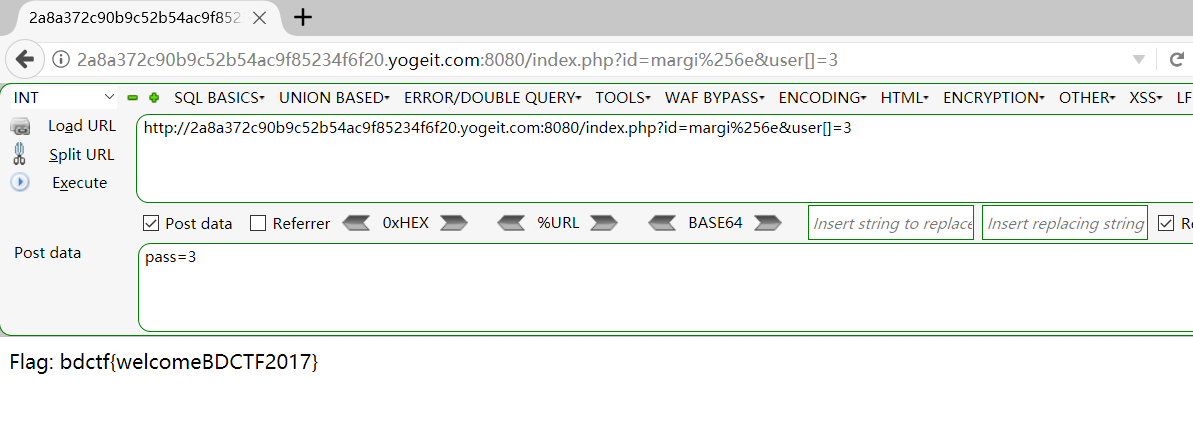 2a8a372c90b9c52b54ac9f852
2a8a372c90b9c52b54ac9f85234f6f20.yogeit.com:8080/index.php?id=margi%256e&user[]=3
INT SQL BASICS UNION BASED ERROR/DOUBLE QUERY TOOLS WAF BYPASS ENCODING HTML ENCRYPTION OTHER XSS LF
Load URL http://2a8a372c90b9c52b54ac9f85234f6f20.yogeit.com:8080/index.php?id=margi%256e&user[]=3
Split URL
Execute
Post data Referrer 0xHEX %URL BASE64 Insert string to replace Insert replacing string Re
Post data pass=3
Flag: bdctf{welcomeBDCTF2017}